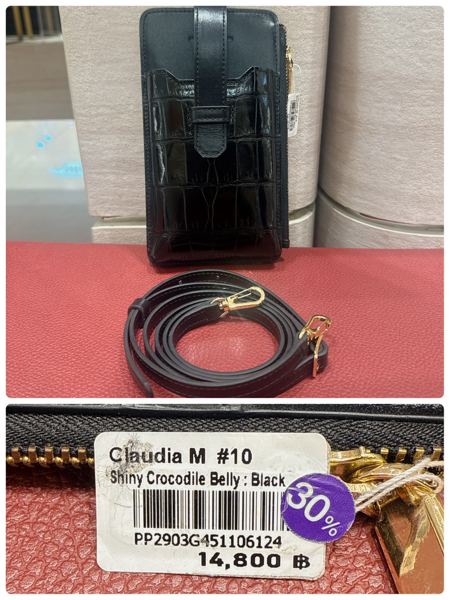 Claudia M #10
Shiny Crocodile Belly : Black
30%
PP2903G451106124
14,800 ฿